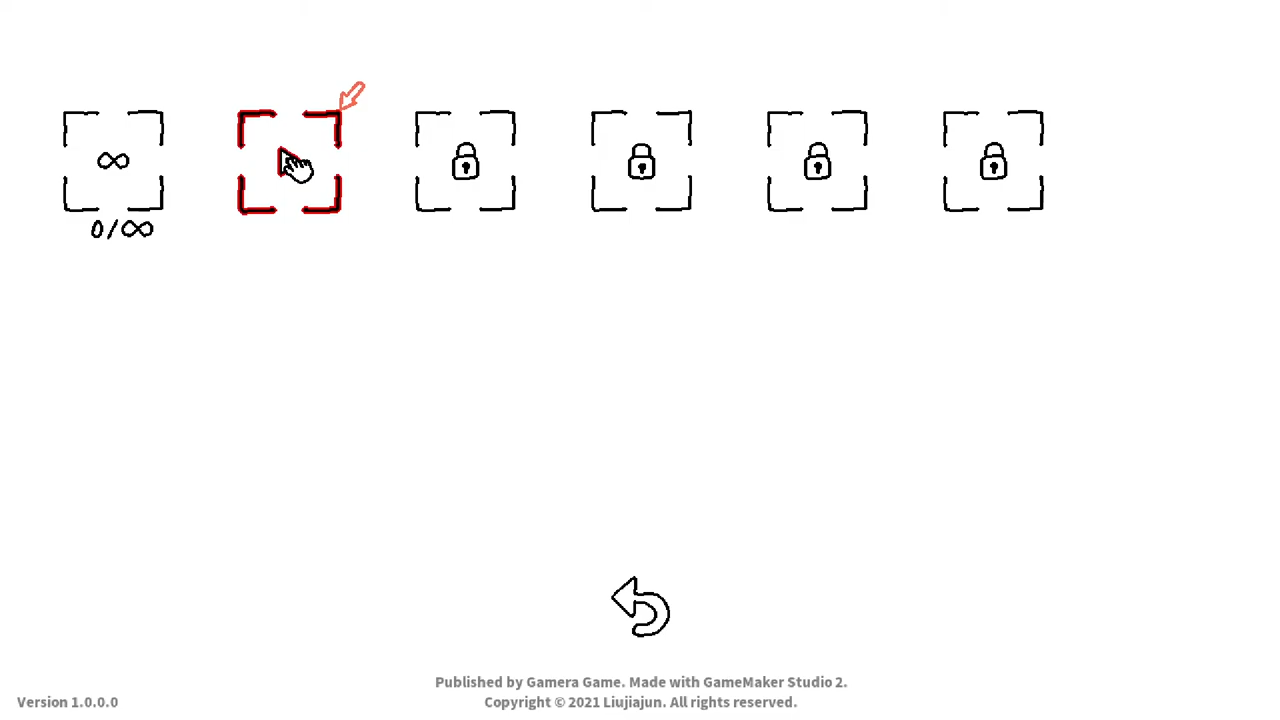 ∞
0/∞
Published by Gamera Game. Made with GameMaker Studio 2.
Version 1.0.0.0
Copyright © 2021 Liujiajun. All rights reserved.